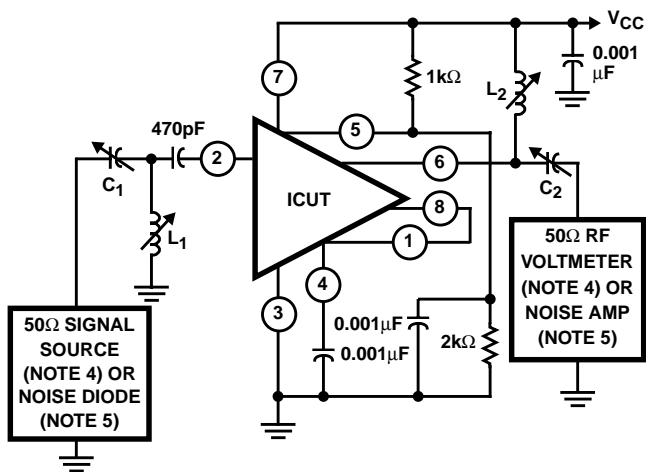 VCC
0.001
µF
7
1kΩ
L2
470pF
5
2
6
C1
C2
ICUT
8
L1
1
50Ω RF
VOLTMETER
(NOTE 4) OR
NOISE AMP
(NOTE 5)
4
3
0.001µF
2kΩ
0.001µF
50Ω SIGNAL
SOURCE
(NOTE 4) OR
NOISE DIODE
(NOTE 5)